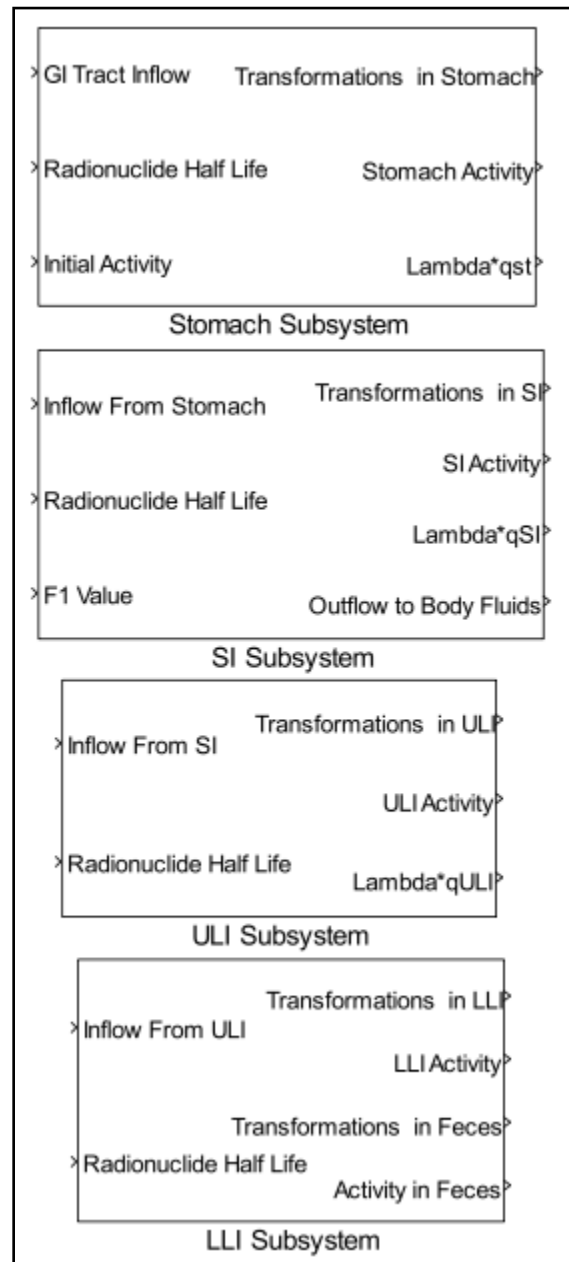 GI Tract Inflow
Transformations in Stomach
Radionuclide Half Life
Stomach Activity
Initial Activity
Lambda*qst
Stomach Subsystem
Inflow From Stomach
Transformations in SI
SI Activity
Radionuclide Half Life
Lambda*qSI
F1 Value
Outflow to Body Fluids
SI Subsystem
Transformations in ULI
Inflow From SI
ULI Activity
Radionuclide Half Life
Lambda*qULI
ULI Subsystem
Transformations in LLI
Inflow From ULI
LLI Activity
Transformations in Feces
Radionuclide Half Life
Activity in Feces
LLI Subsystem